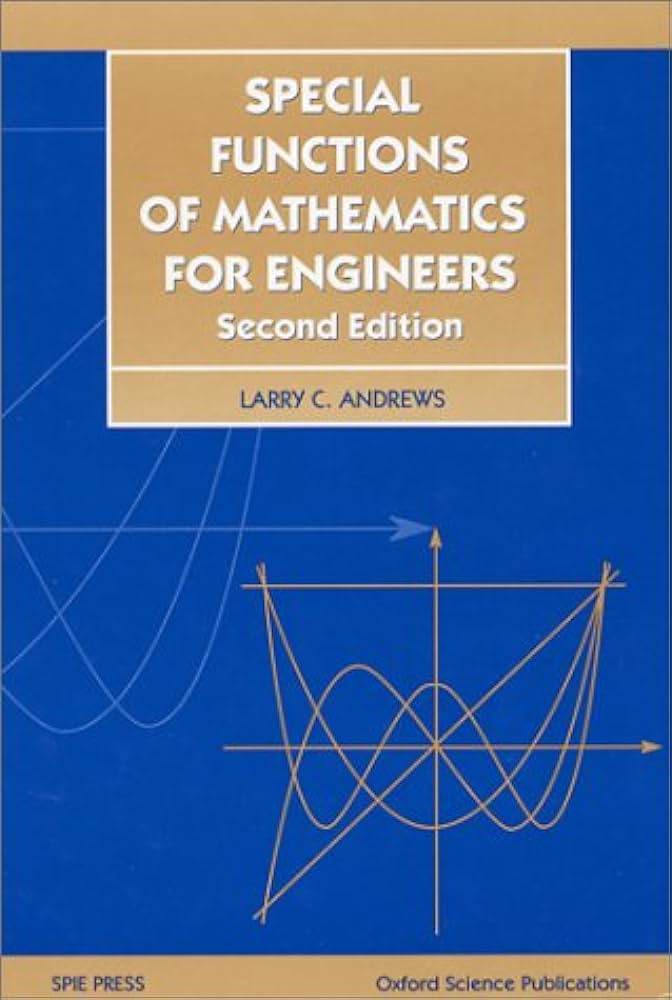 SPECIAL
FUNCTIONS
OF MATHEMATICS
FOR ENGINEERS
Second Edition
LARRY C. ANDREWS
SPIE PRESS
Oxford Science Publications